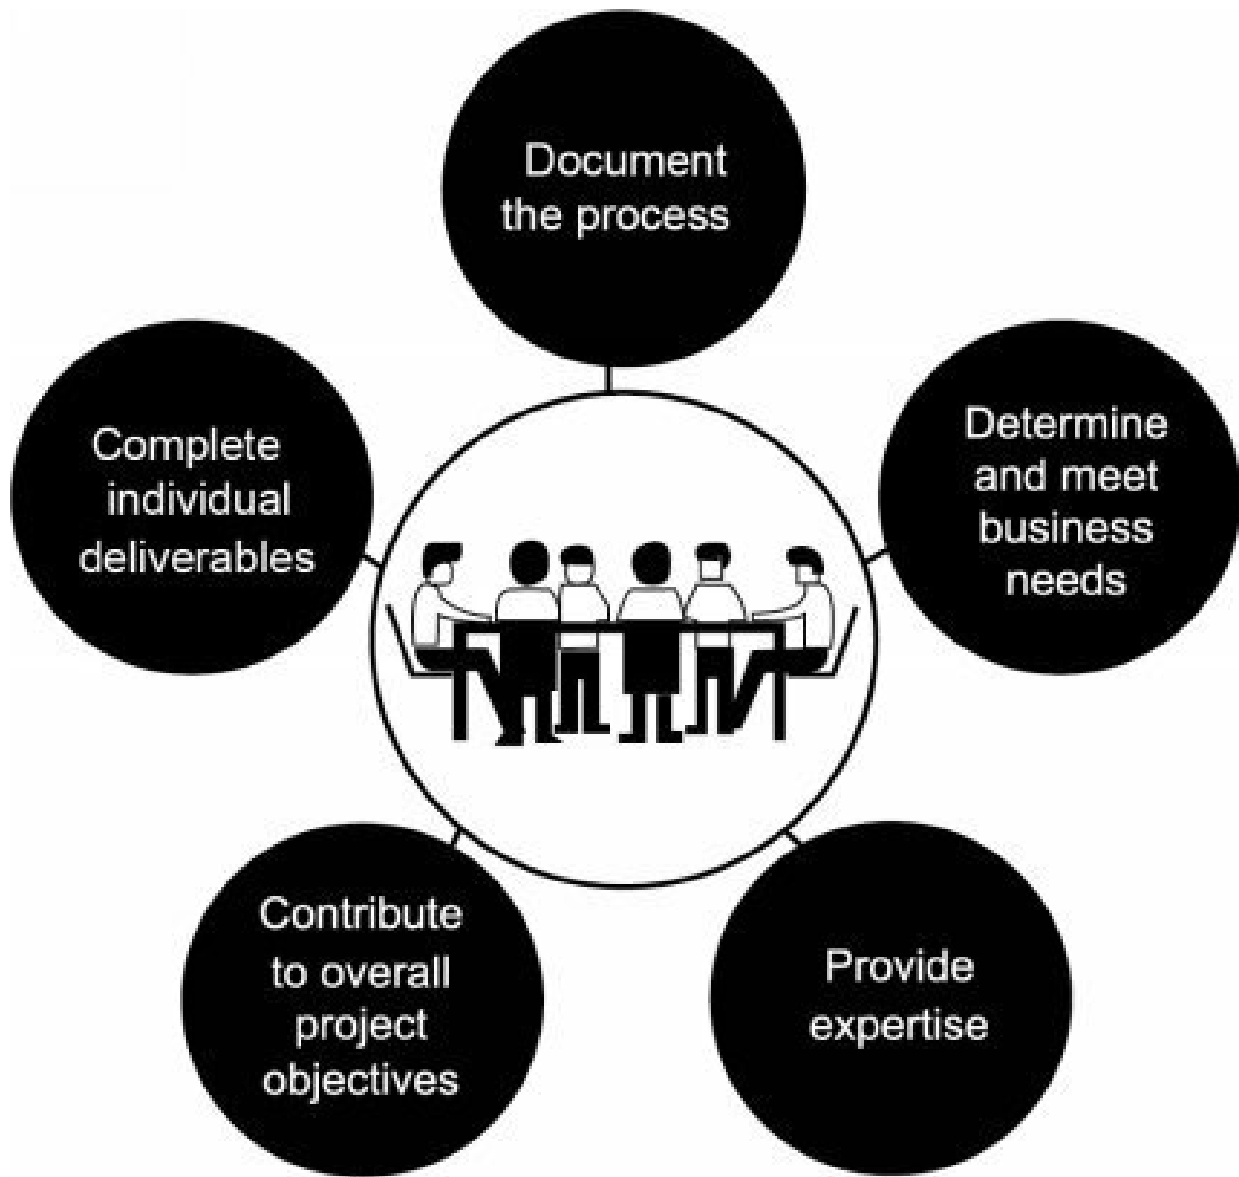 Document
the process
Complete
individual
deliverables
Determine
and meet
business
needs
Contribute
to overall
project
objectives
Provide
expertise